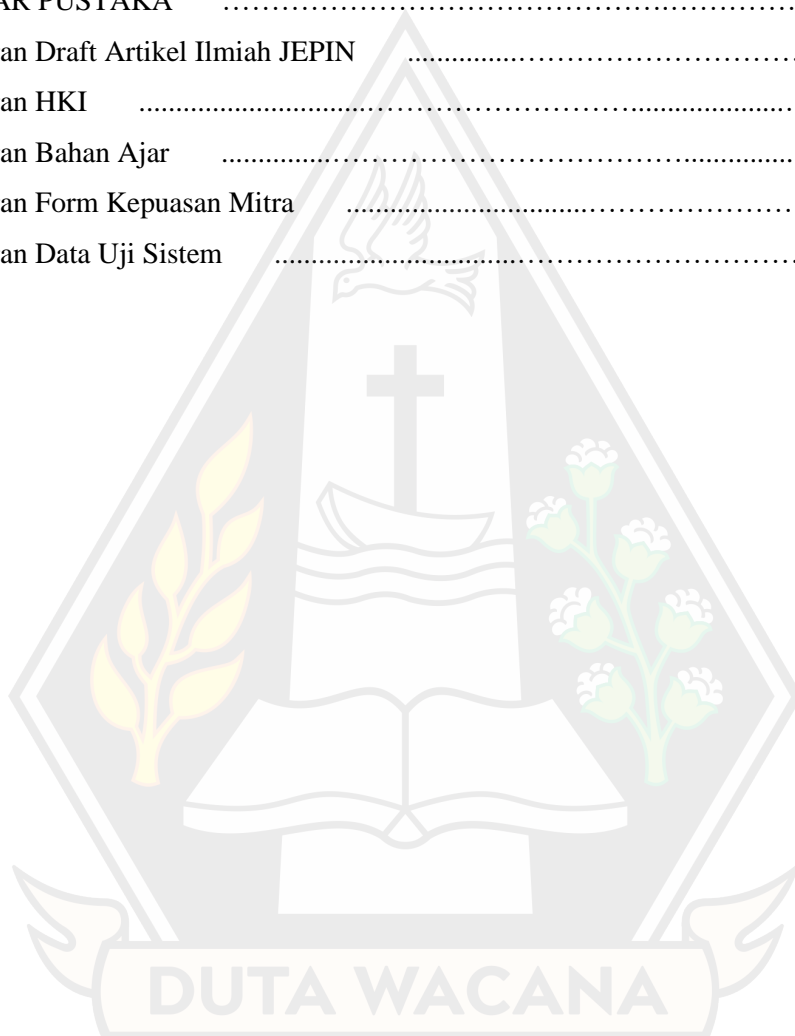 AR PUSTAKA ……………………………………………………
an Draft Artikel Ilmiah JEPIN ...............……………………………
an HKI ...............................……………………….....................
an Bahan Ajar ...............………………………………...............
an Form Kepuasan Mitra .................................…………………
an Data Uji Sistem .................................…………………………
DUTA WACANA